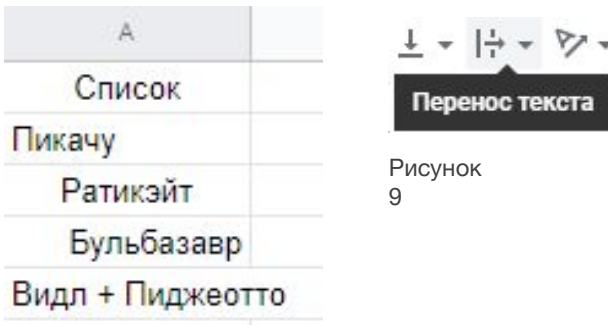 A
Список
Пикачу
Ратикэйт
Бульбазавр
Видл + Пиджеотто
Перенос текста
Рисунок
9